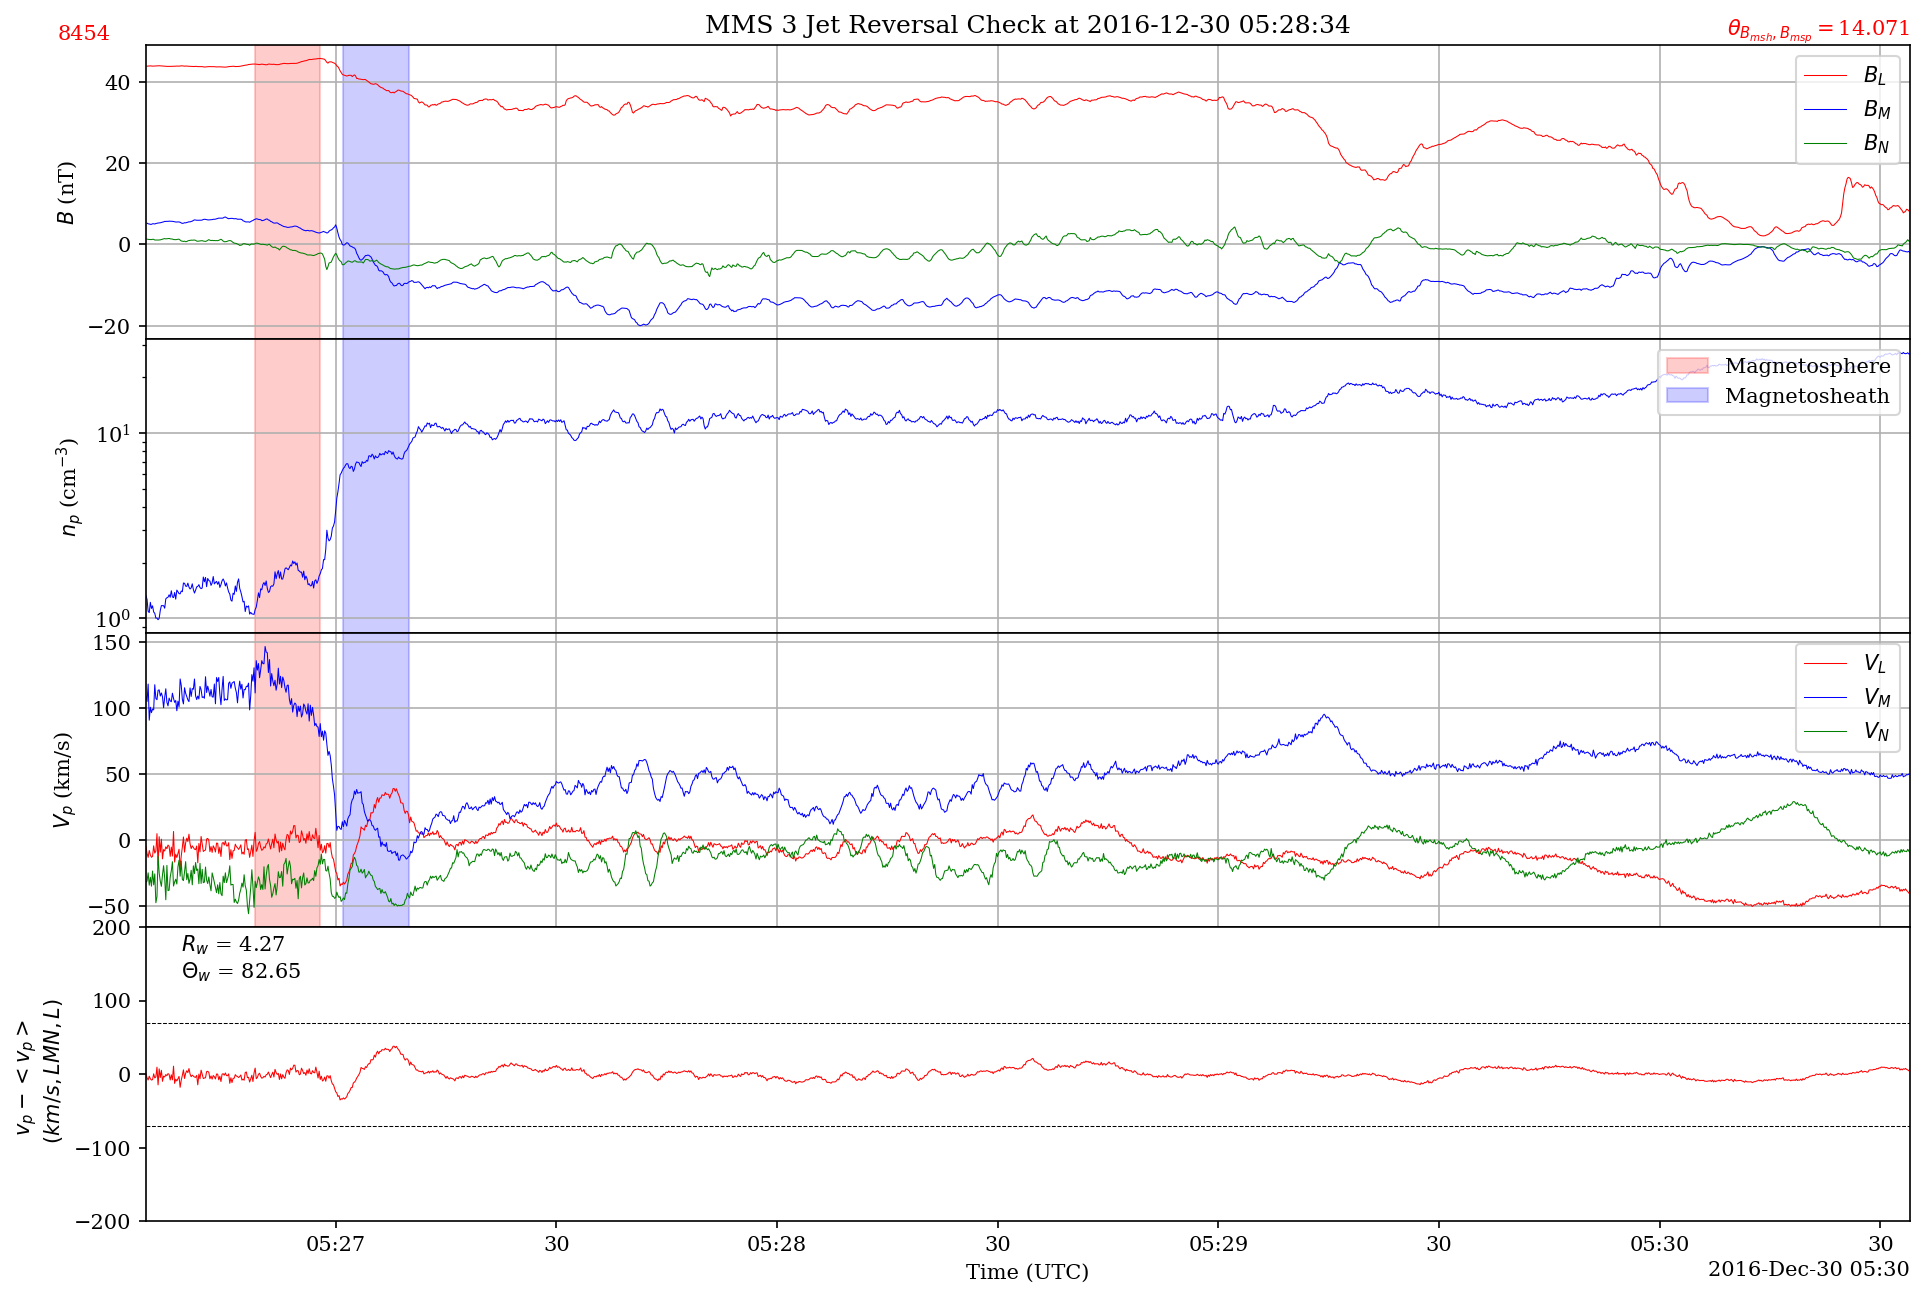 8454
MMS 3 Jet Reversal Check at 2016-12-30 05:28:34
θ_{B_{msh}, B_{msp}} = 14.071
B (nT)
40
20
0
−20
B_L
B_M
B_N
n_p (cm^{−3})
10^1
10^0
Magnetosphere
Magnetosheath
V_p (km/s)
150
100
50
0
−50
V_L
V_M
V_N
v_p − < v_p >
(km/s, LMN, L)
200
100
0
−100
−200
R_w = 4.27
Θ_w = 82.65
05:27 30 05:28 30 05:29 30 05:30 30
Time (UTC)
2016-Dec-30 05:30